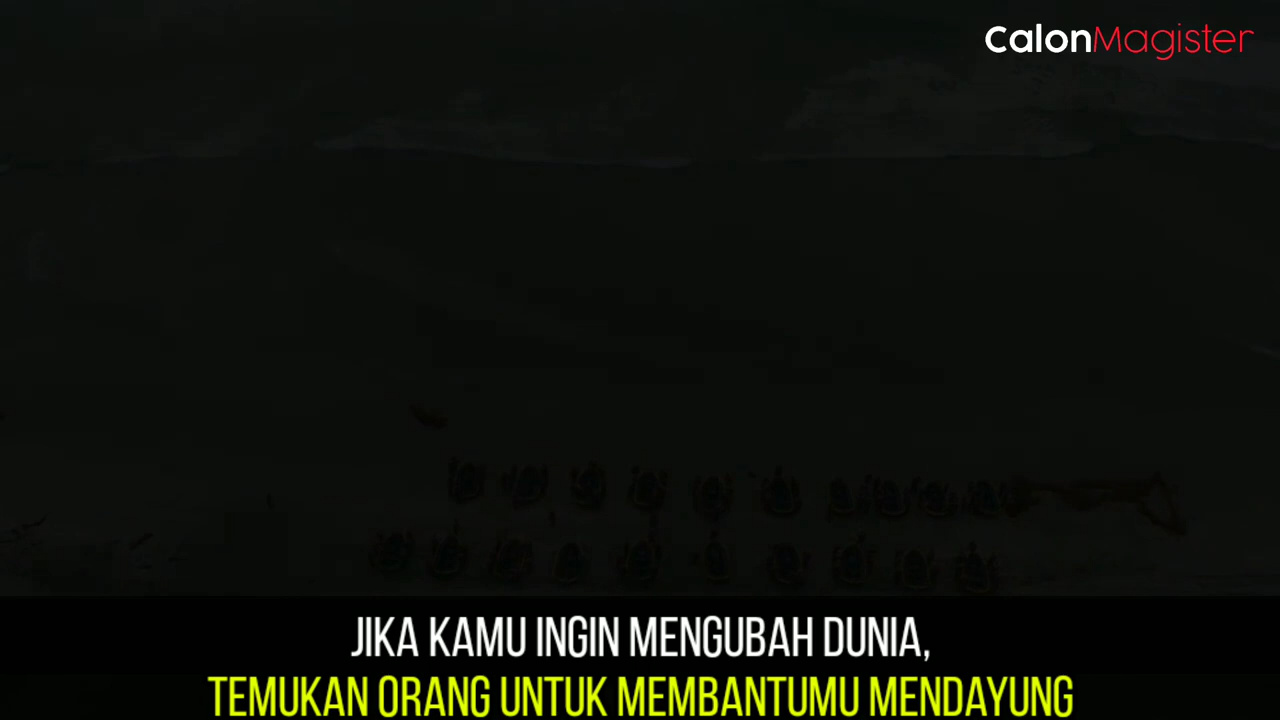 CalonMagister
JIKA KAMU INGIN MENGUBAH DUNIA,
TEMUKAN ORANG UNTUK MEMBANTUMU MENDAYUNG